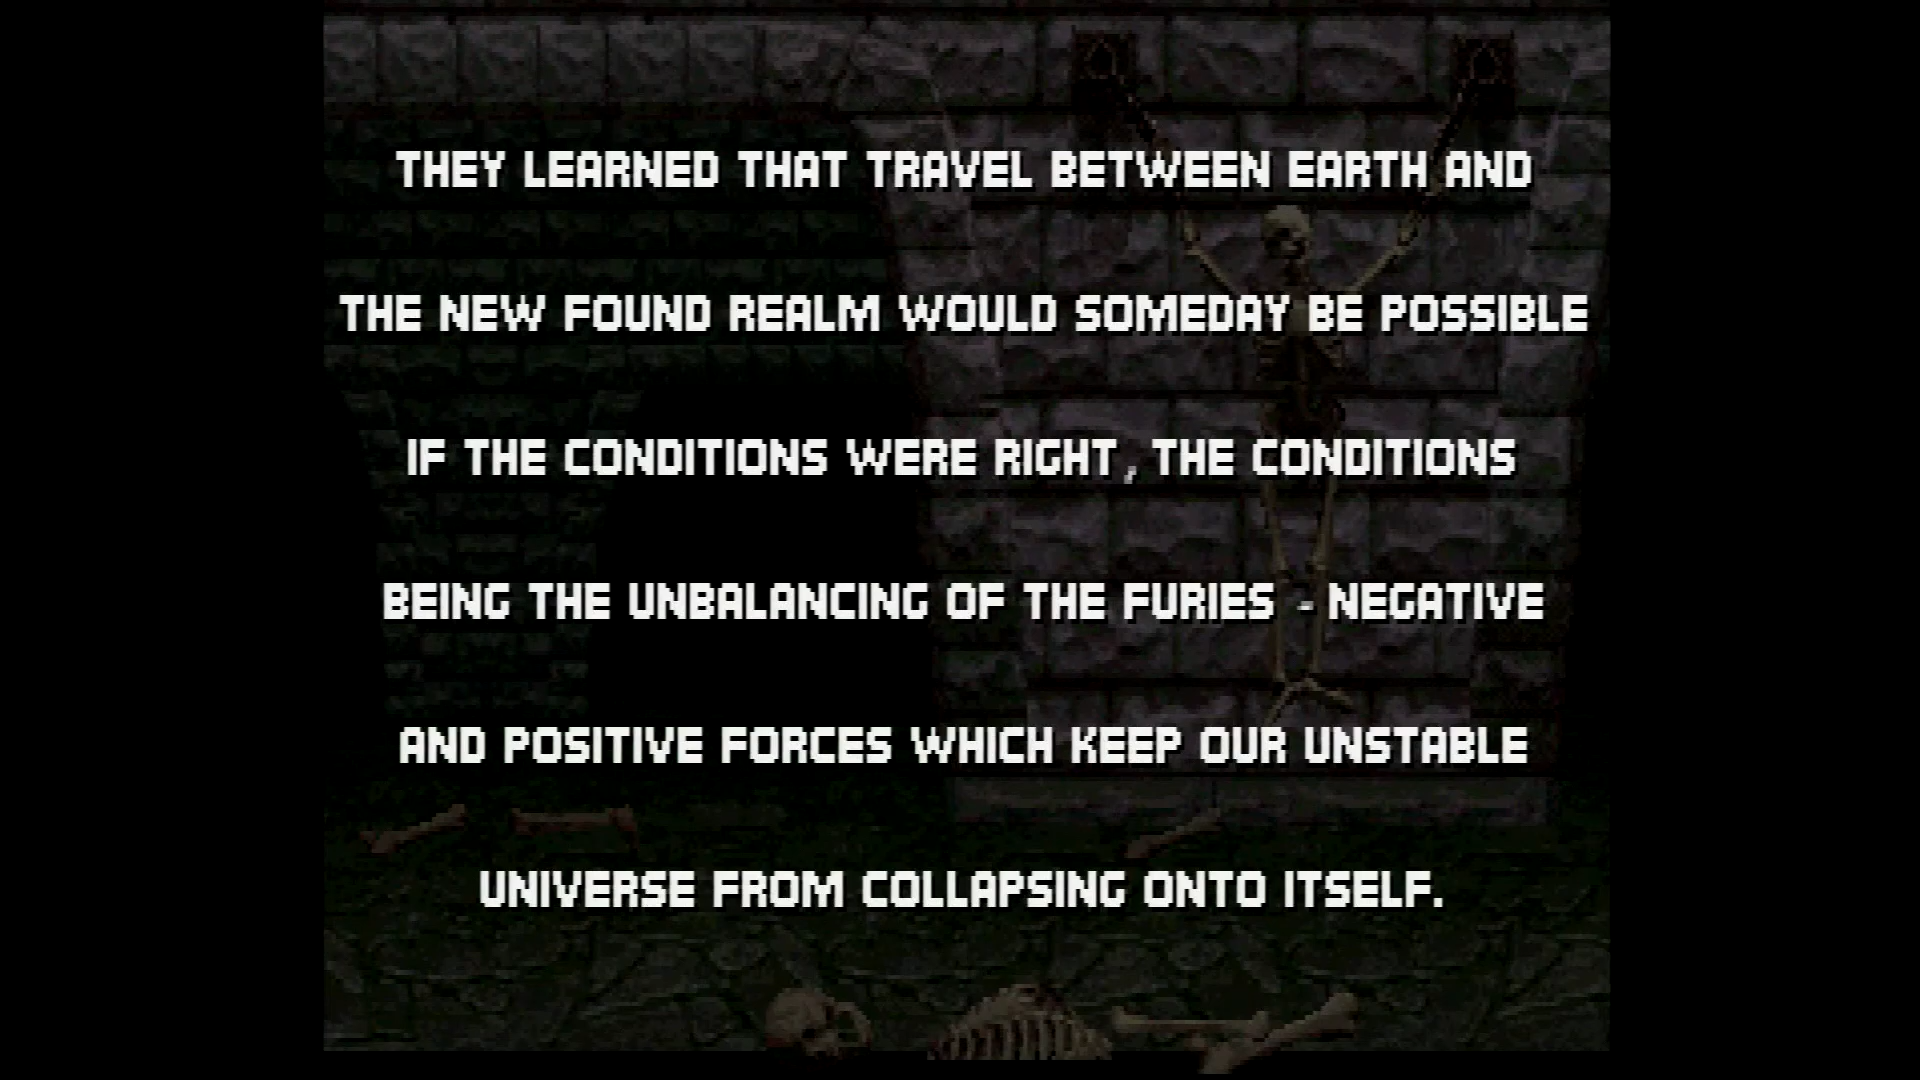 THEY LEARNED THAT TRAVEL BETWEEN EARTH AND
THE NEW FOUND REALM WOULD SOMEDAY BE POSSIBLE
IF THE CONDITIONS WERE RIGHT, THE CONDITIONS
BEING THE UNBALANCING OF THE FURIES - NEGATIVE
AND POSITIVE FORCES WHICH KEEP OUR UNSTABLE
UNIVERSE FROM COLLAPSING ONTO ITSELF.